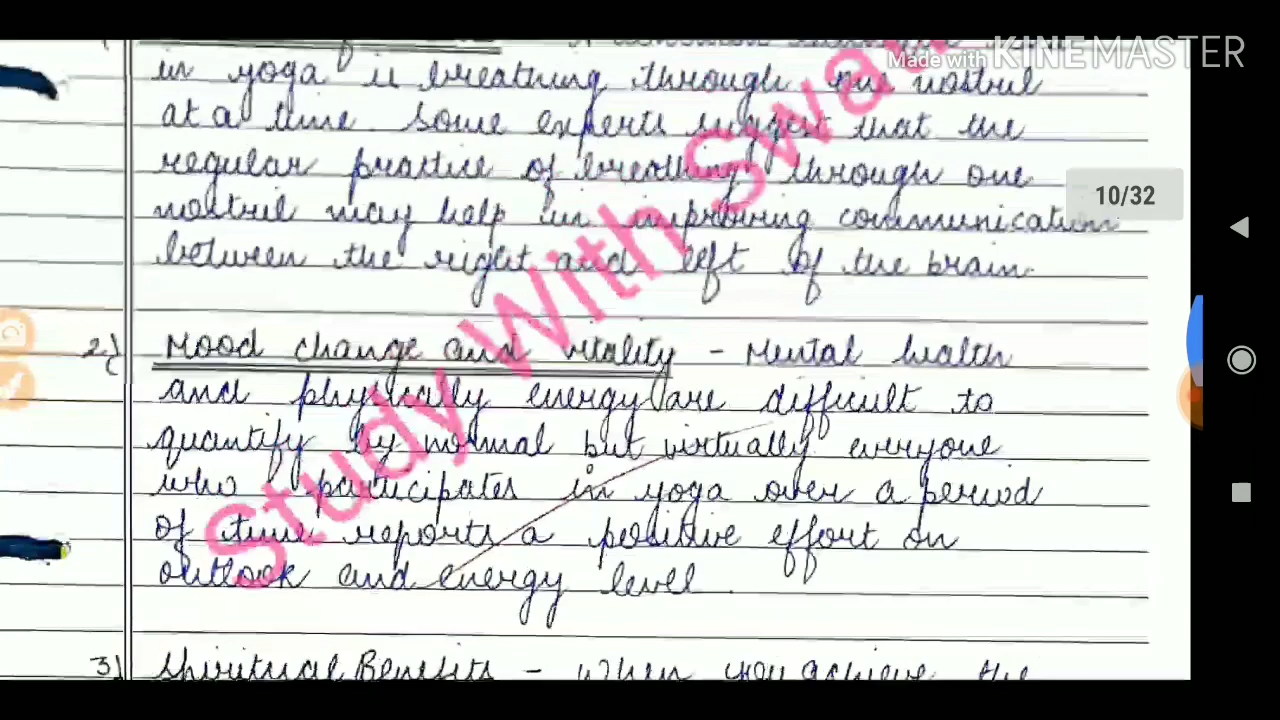 Made with KINEMASTER
in yoga is breathing through one nostril
at a time some experts suggest that the
regular practice of breathing through one
10/32
nostril may help in improving communication
between the right and left of the brain.
2) Mood change and vitality - Mental health
and physically energy are difficult to
quantify by normal but virtually everyone
who participates in yoga over a period
of time reports a positive effort on
outlook and energy level.
3) Spiritual Benefits - When you achieve the
Study With Swa